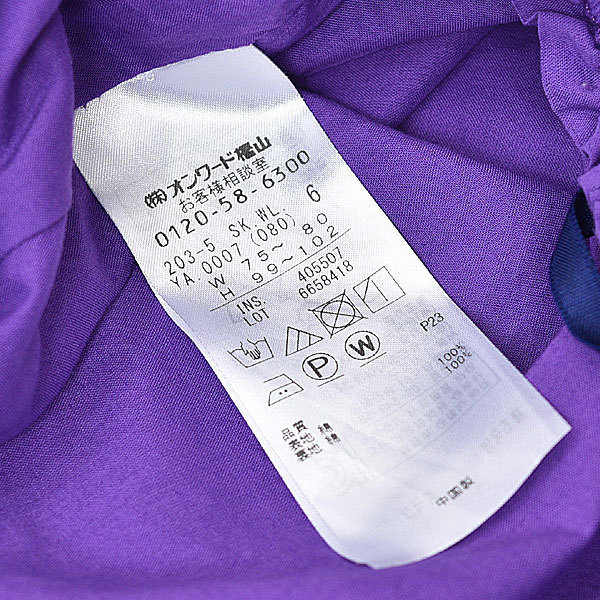 ㈱オンワード樫山
お客様相談室
0120-58-6300
203-5 SK WL 6
YA 0007 (080)
W 75～ 80
H 99～102
INS. 405507
LOT 6658418
P W
P23
品質
表地 綿 100%
裏地 綿 100%
中国製